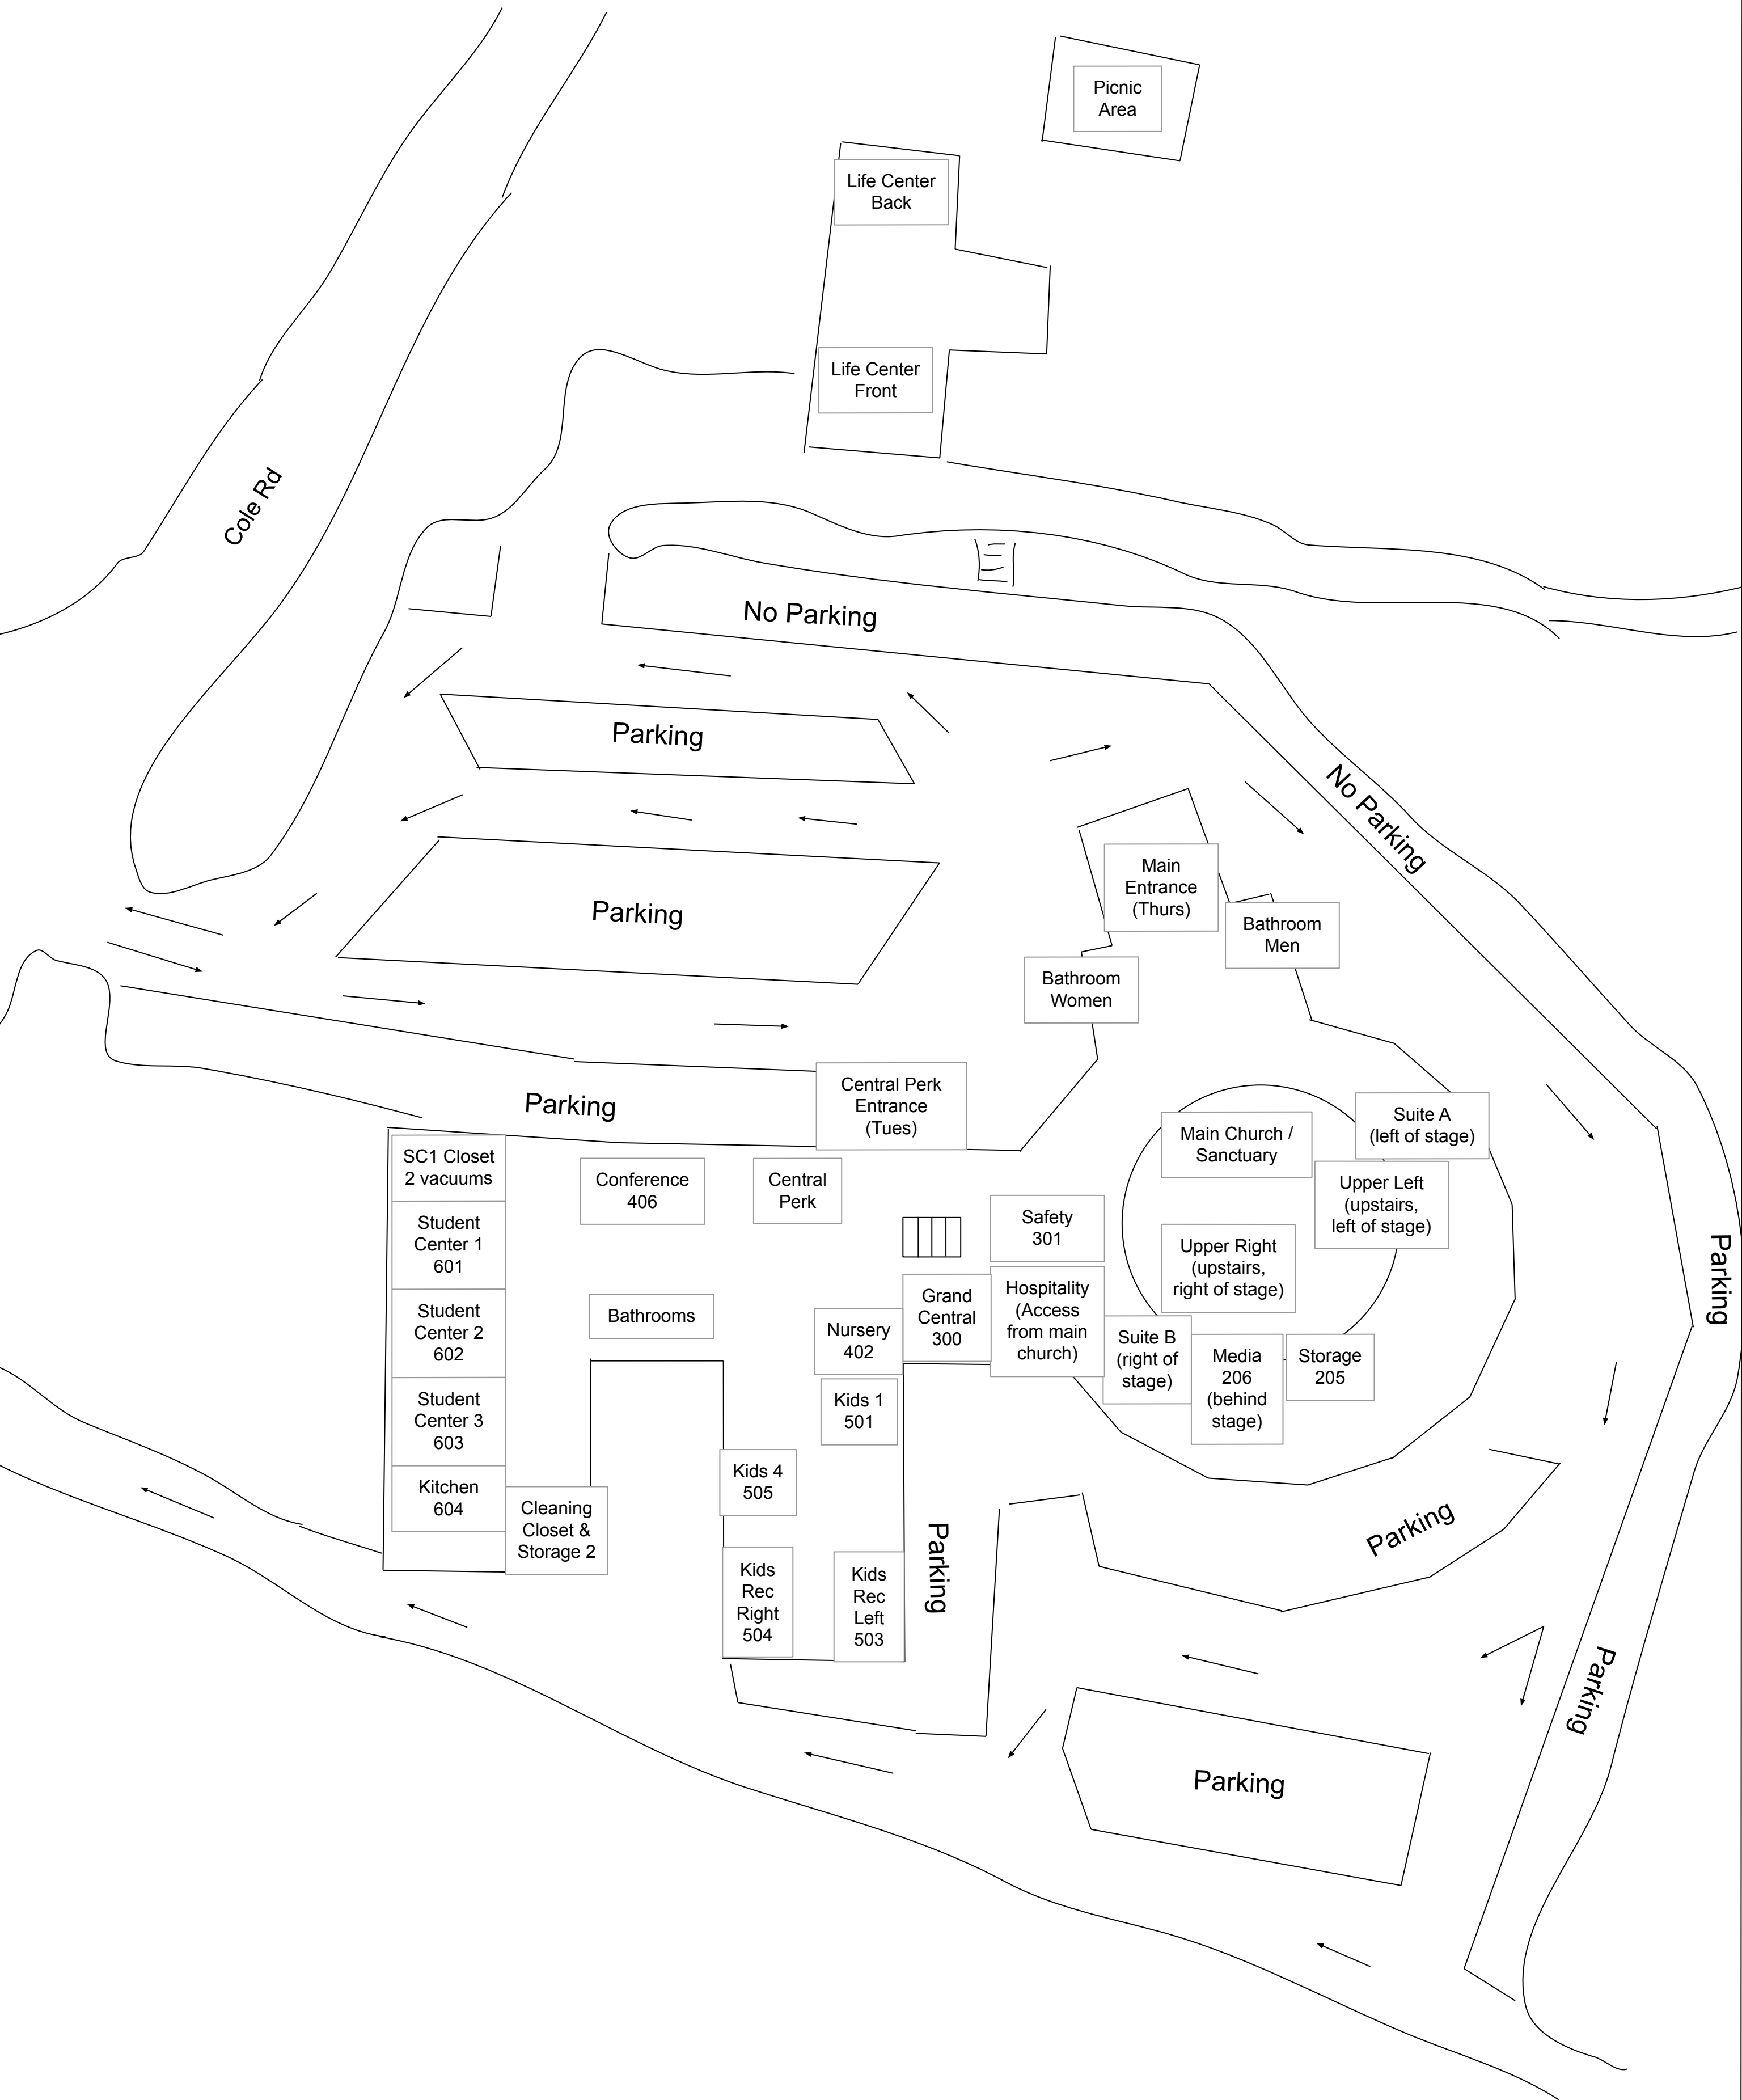 Picnic
Area
Life Center
Back
Life Center
Front
Cole Rd
No Parking
Parking
No Parking
Main
Entrance
(Thurs)
Parking
Bathroom
Men
Bathroom
Women
Central Perk
Entrance
(Tues)
Parking
Suite A
(left of stage)
Main Church /
Sanctuary
SC1 Closet
2 vacuums
Conference
406
Central
Perk
Upper Left
(upstairs,
left of stage)
Safety
301
Student
Center 1
601
Upper Right
(upstairs,
right of stage)
Parking
Grand
Central
300
Hospitality
(Access
from main
church)
Bathrooms
Student
Center 2
602
Nursery
402
Suite B
(right of
stage)
Media
206
(behind
stage)
Storage
205
Kids 1
501
Student
Center 3
603
Kids 4
505
Kitchen
604
Cleaning
Closet &
Storage 2
Kids
Rec
Right
504
Kids
Rec
Left
503
Parking
Parking
Parking
Parking